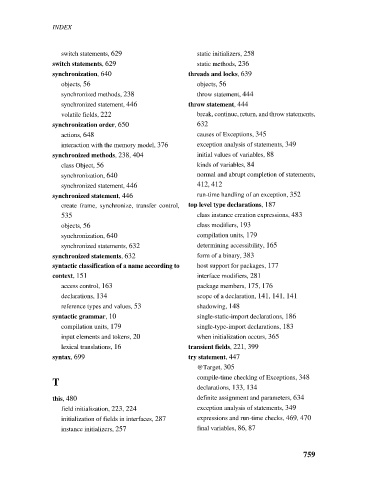 INDEX
switch statements, 629
switch statements, 629
synchronization, 640
objects, 56
synchronized methods, 238
synchronized statement, 446
volatile fields, 222
synchronization order, 650
actions, 648
interaction with the memory model, 376
synchronized methods, 238, 404
class Object, 56
synchronization, 640
synchronized statement, 446
synchronized statement, 446
create frame, synchronize, transfer control,
535
objects, 56
synchronization, 640
synchronized statements, 632
synchronized statements, 632
syntactic classification of a name according to
context, 151
access control, 163
declarations, 134
reference types and values, 53
syntactic grammar, 10
compilation units, 179
input elements and tokens, 20
lexical translations, 16
syntax, 699
T
this, 480
field initialization, 223, 224
initialization of fields in interfaces, 287
instance initializers, 257
static initializers, 258
static methods, 236
threads and locks, 639
objects, 56
throw statement, 444
throw statement, 444
break, continue, return, and throw statements,
632
causes of Exceptions, 345
exception analysis of statements, 349
initial values of variables, 88
kinds of variables, 84
normal and abrupt completion of statements,
412, 412
run-time handling of an exception, 352
top level type declarations, 187
class instance creation expressions, 483
class modifiers, 193
compilation units, 179
determining accessibility, 165
form of a binary, 383
host support for packages, 177
interface modifiers, 281
package members, 175, 176
scope of a declaration, 141, 141, 141
shadowing, 148
single-static-import declarations, 186
single-type-import declarations, 183
when initialization occurs, 365
transient fields, 221, 399
try statement, 447
@Target, 305
compile-time checking of Exceptions, 348
declarations, 133, 134
definite assignment and parameters, 634
exception analysis of statements, 349
expressions and run-time checks, 469, 470
final variables, 86, 87
759